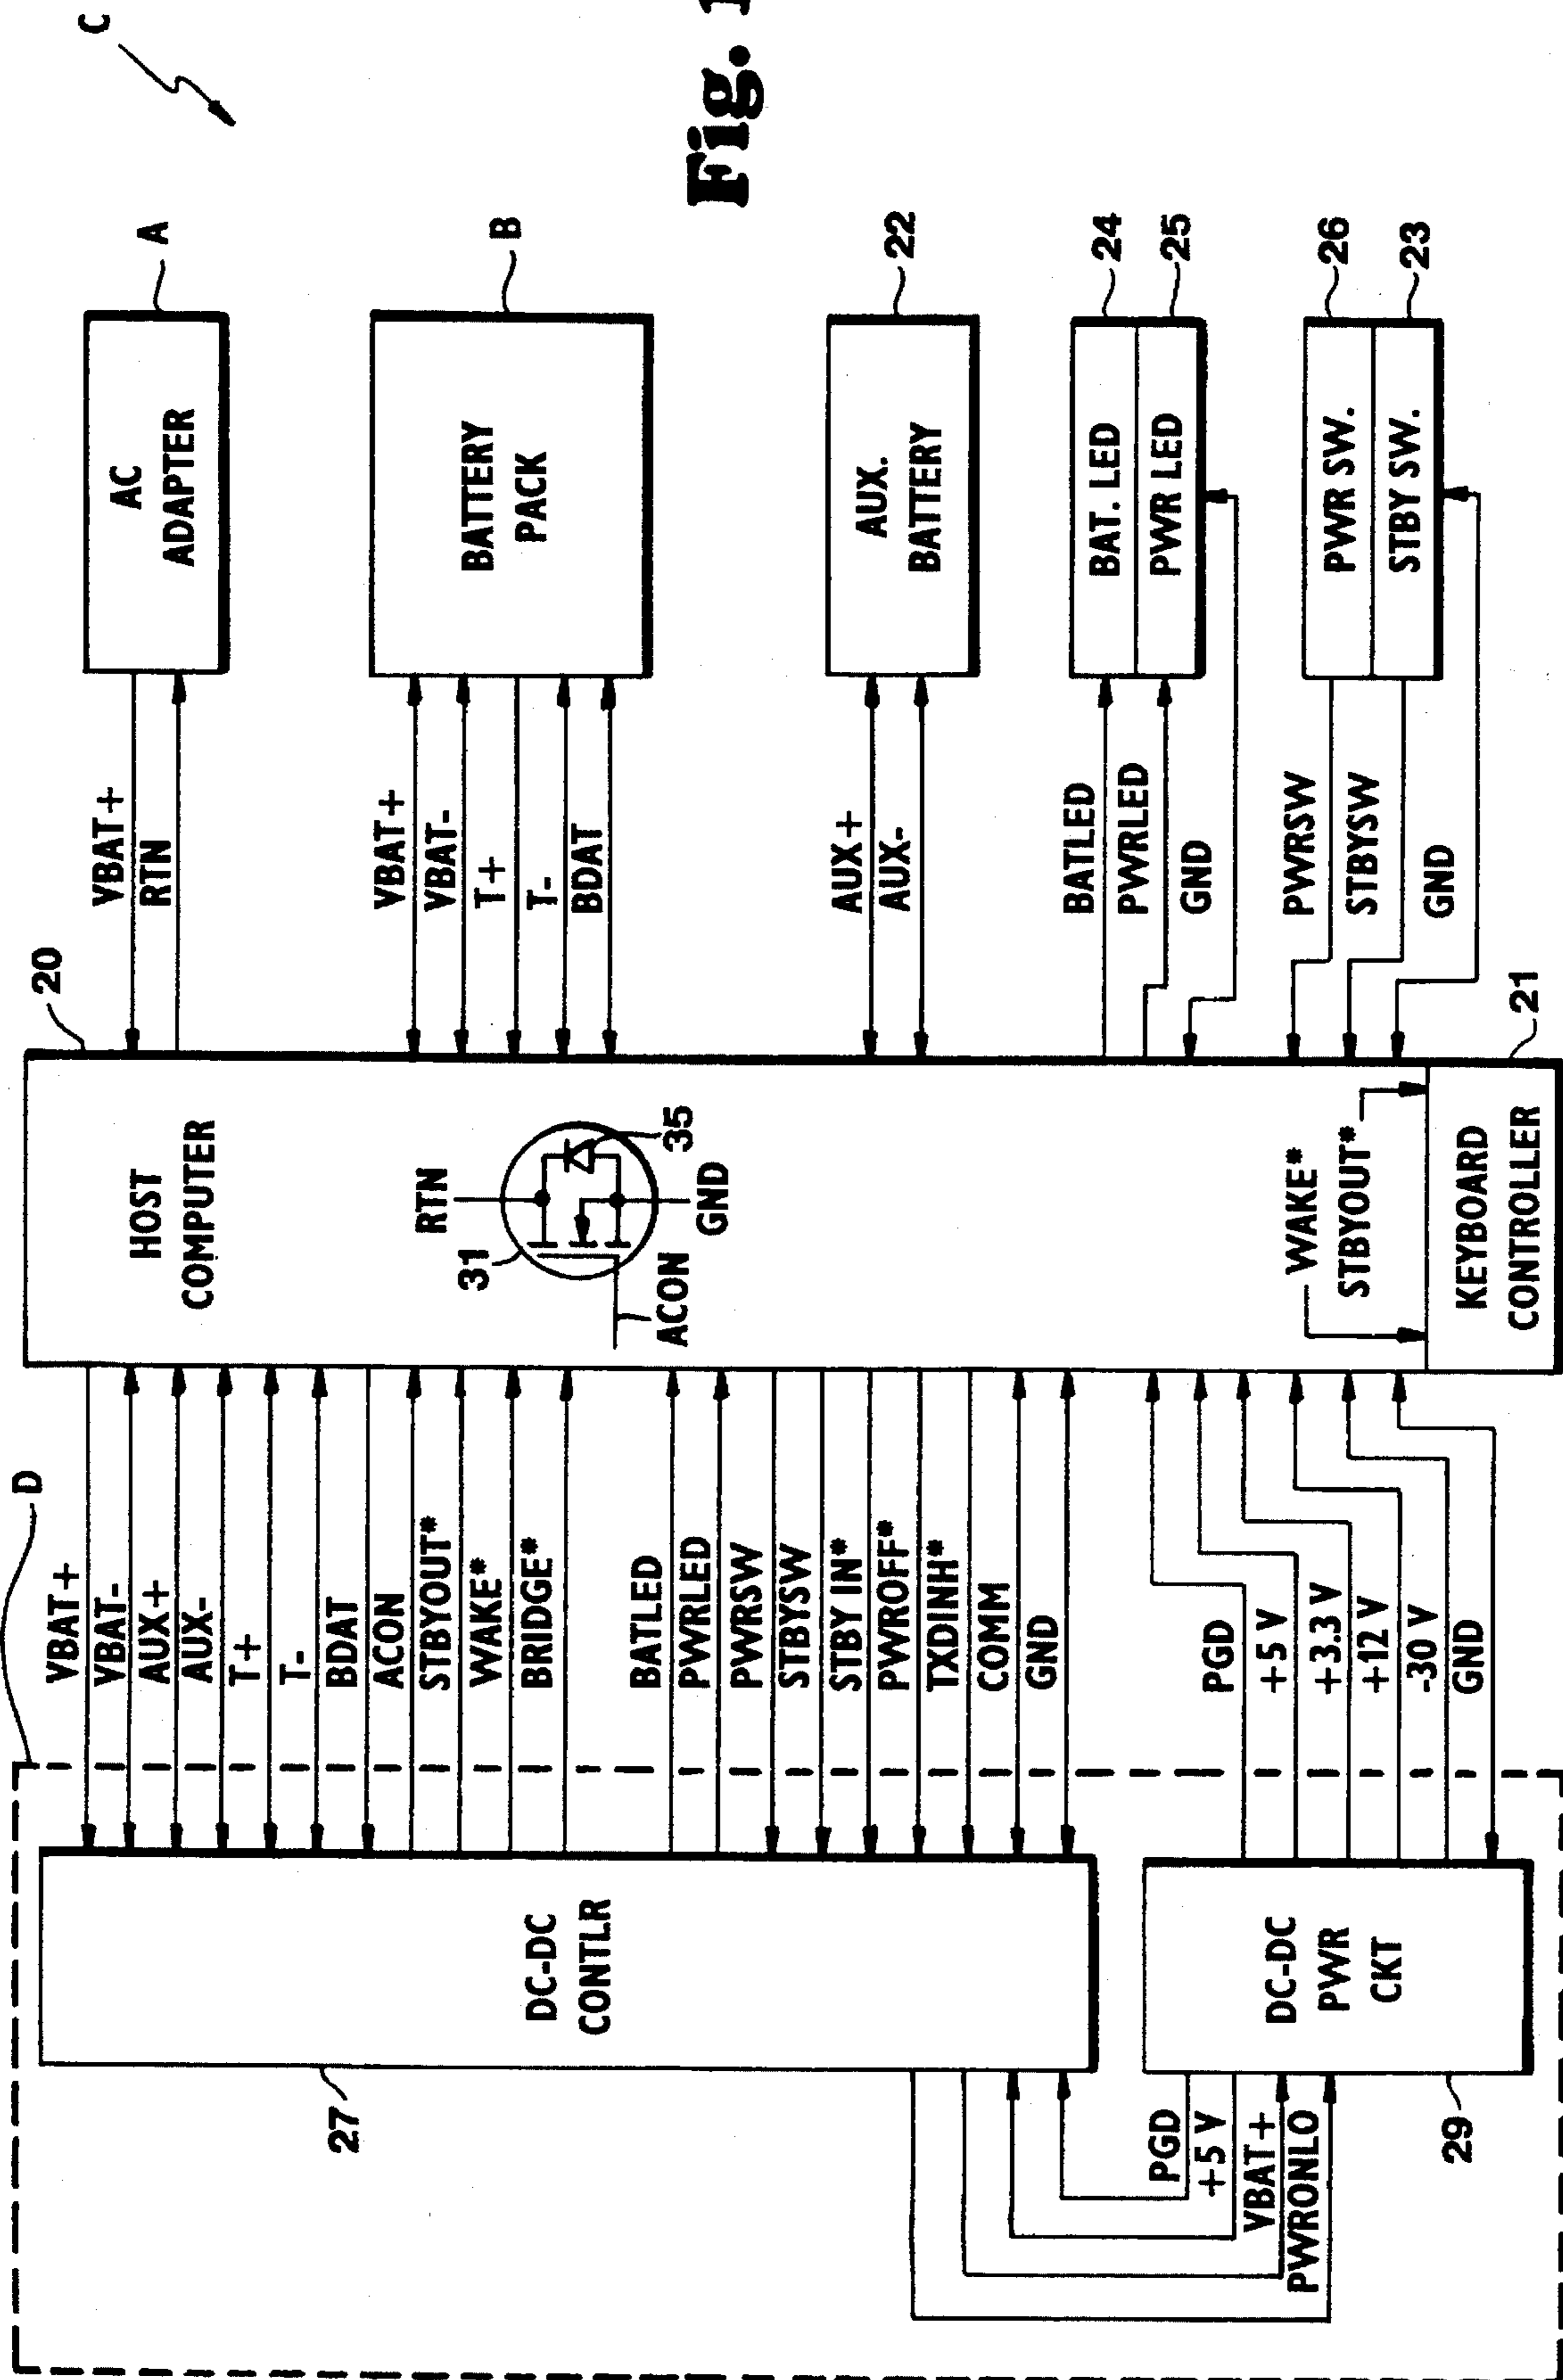 C
Fig. 1
A
B
22
24
25
26
23
AC
ADAPTER
BATTERY
PACK
AUX.
BATTERY
BAT. LED
PWR LED
PWR SW.
STBY SW.
VBAT+
RTN
VBAT+
VBAT-
T+
T-
BDAT
AUX+
AUX-
BATLED
PWRLED
GND
PWRSW
STBYSW
GND
20
21
HOST
COMPUTER
RTN
31
35
GND
ACON
WAKE*
STBYOUT*
KEYBOARD
CONTROLLER
D
VBAT+
VBAT-
AUX+
AUX-
T+
T-
BDAT
ACON
STBYOUT*
WAKE*
BRIDGE*
BATLED
PWRLED
PWRSW
STBYSW
STBY IN*
PWROFF*
TXDINH*
COMM
GND
PGD
+5 V
+3.3 V
+12 V
-30 V
GND
DC-DC
CONTLR
DC-DC
PWR
CKT
27
29
PGD
+5 V
VBAT+
PWRONLO